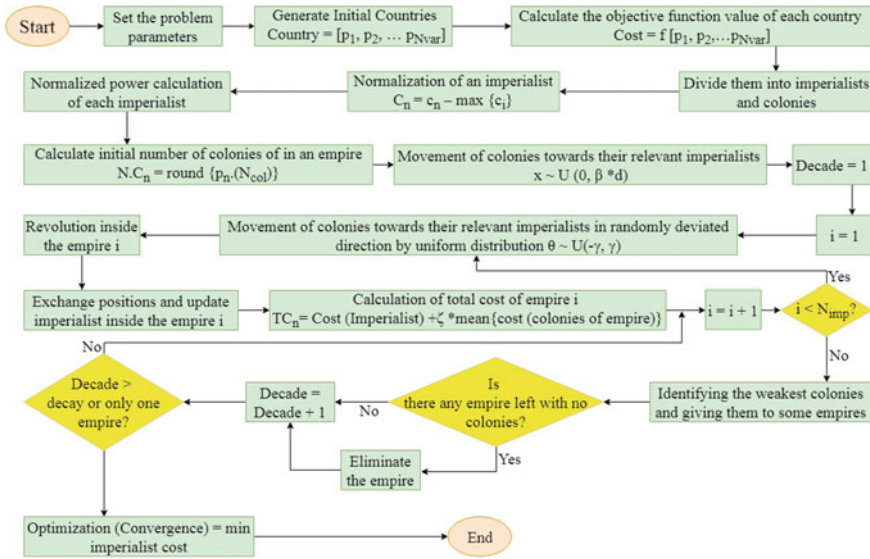 Start
Set the problem
parameters
Generate Initial Countries
Country = [p₁, p₂, … pNvar]
Calculate the objective function value of each country
Cost = f [p₁, p₂,…pNvar]
Normalized power calculation
of each imperialist
Normalization of an imperialist
Cₙ = cₙ – max {cᵢ}
Divide them into imperialists
and colonies
Calculate initial number of colonies of in an empire
N.Cₙ = round {pₙ.(Ncol)}
Movement of colonies towards their relevant imperialists
x ~ U (0, β *d)
Decade = 1
Revolution inside
the empire i
Movement of colonies towards their relevant imperialists in randomly deviated
direction by uniform distribution θ ~ U(-γ, γ)
i = 1
Yes
Exchange positions and update
imperialist inside the empire i
Calculation of total cost of empire i
TCₙ= Cost (Imperialist) +ζ *mean{cost (colonies of empire)}
i = i + 1
i < Nimp?
No
No
Decade >
decay or only one
empire?
Decade =
Decade + 1
No
Is
there any empire left with no
colonies?
Identifying the weakest colonies
and giving them to some empires
Yes
Eliminate
the empire
Optimization (Convergence) = min
imperialist cost
End